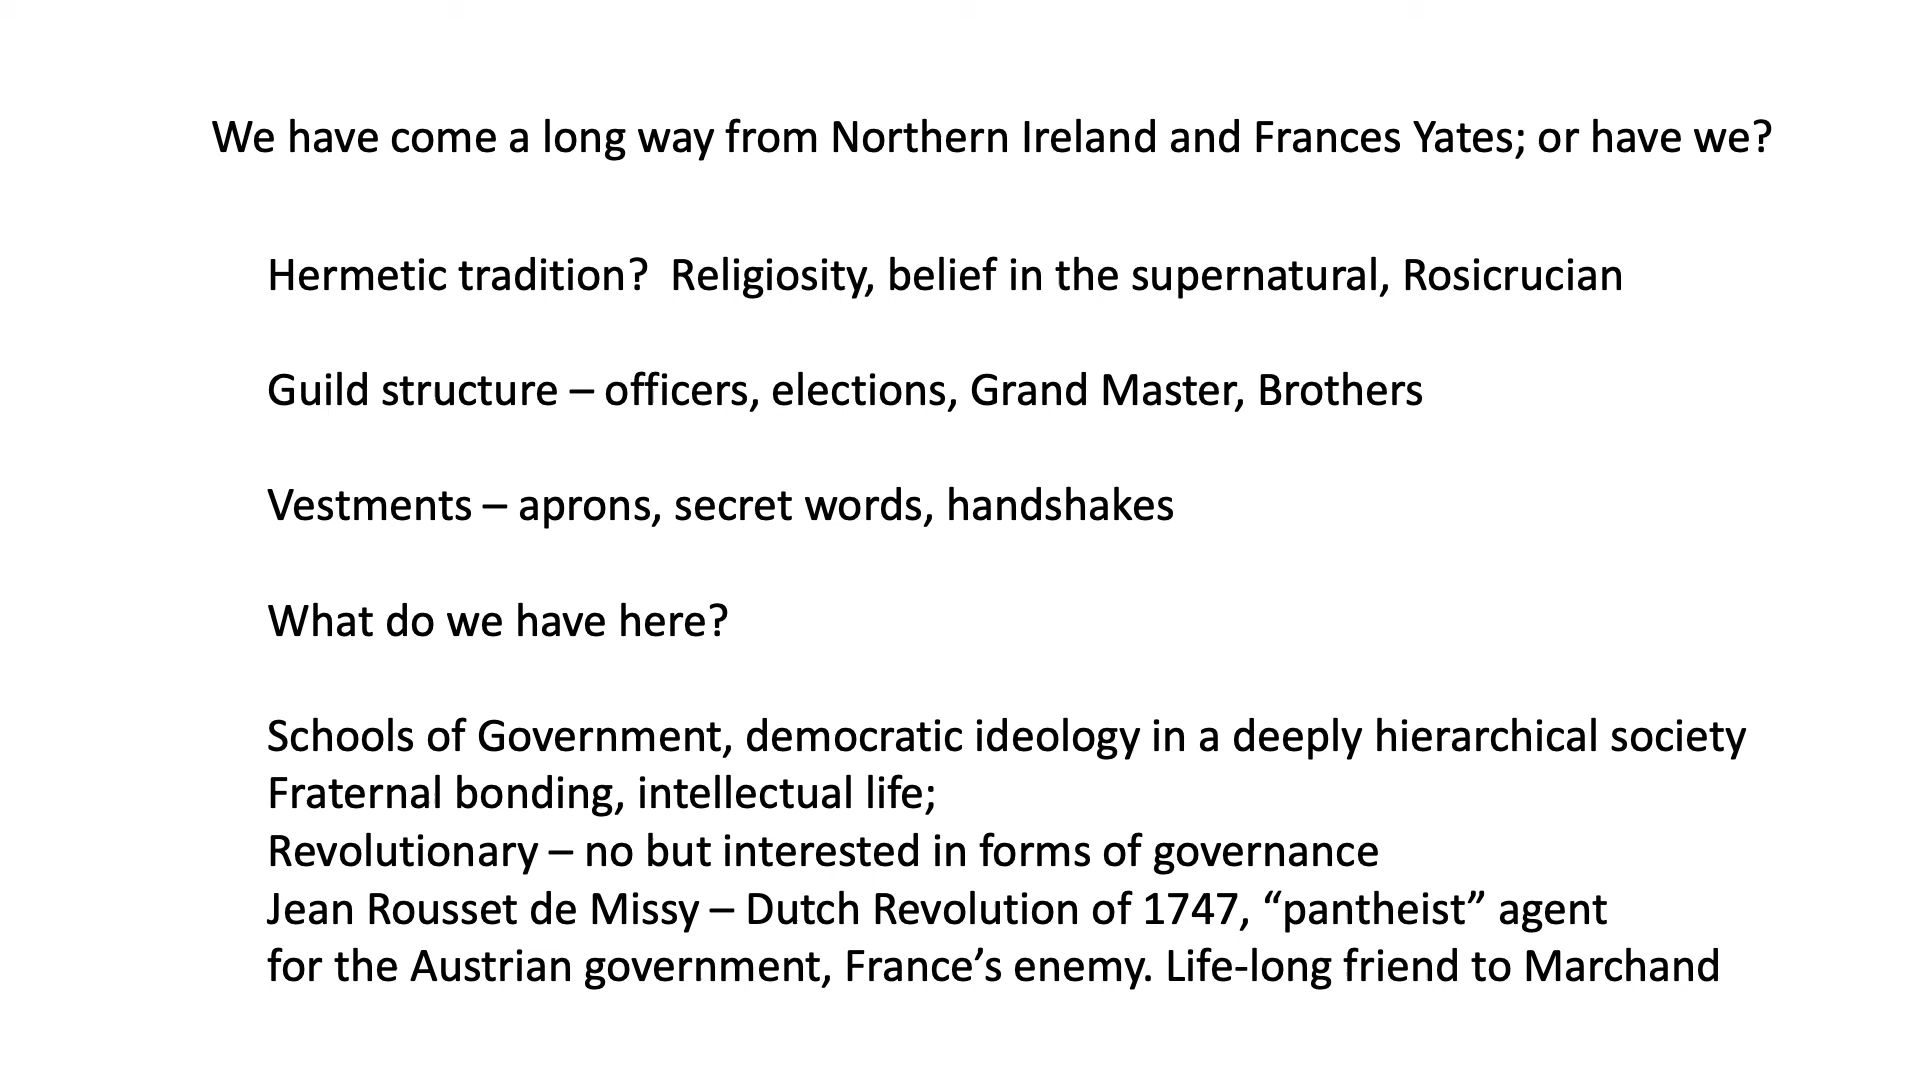 We have come a long way from Northern Ireland and Frances Yates; or have we?
Hermetic tradition?  Religiosity, belief in the supernatural, Rosicrucian
Guild structure – officers, elections, Grand Master, Brothers
Vestments – aprons, secret words, handshakes
What do we have here?
Schools of Government, democratic ideology in a deeply hierarchical society
Fraternal bonding, intellectual life;
Revolutionary – no but interested in forms of governance
Jean Rousset de Missy – Dutch Revolution of 1747, “pantheist” agent
for the Austrian government, France’s enemy. Life-long friend to Marchand